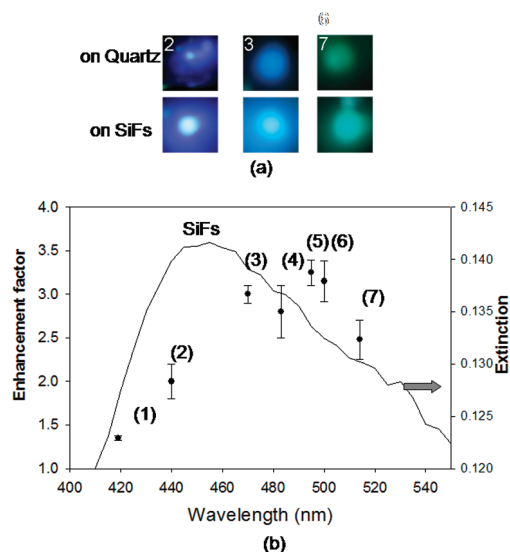 2 3 7
on Quartz
on SiFs
(a)
4.0 0.145
SiFs
3.5 (3) (4) (5) (6) 0.140
3.0 (7)
0.135
2.5
(2)
2.0 0.130
1.5 (1) 0.123
1.0 0.120
400 420 440 460 480 500 520 540
Enhancement factor
Extinction
Wavelength (nm)
(b)